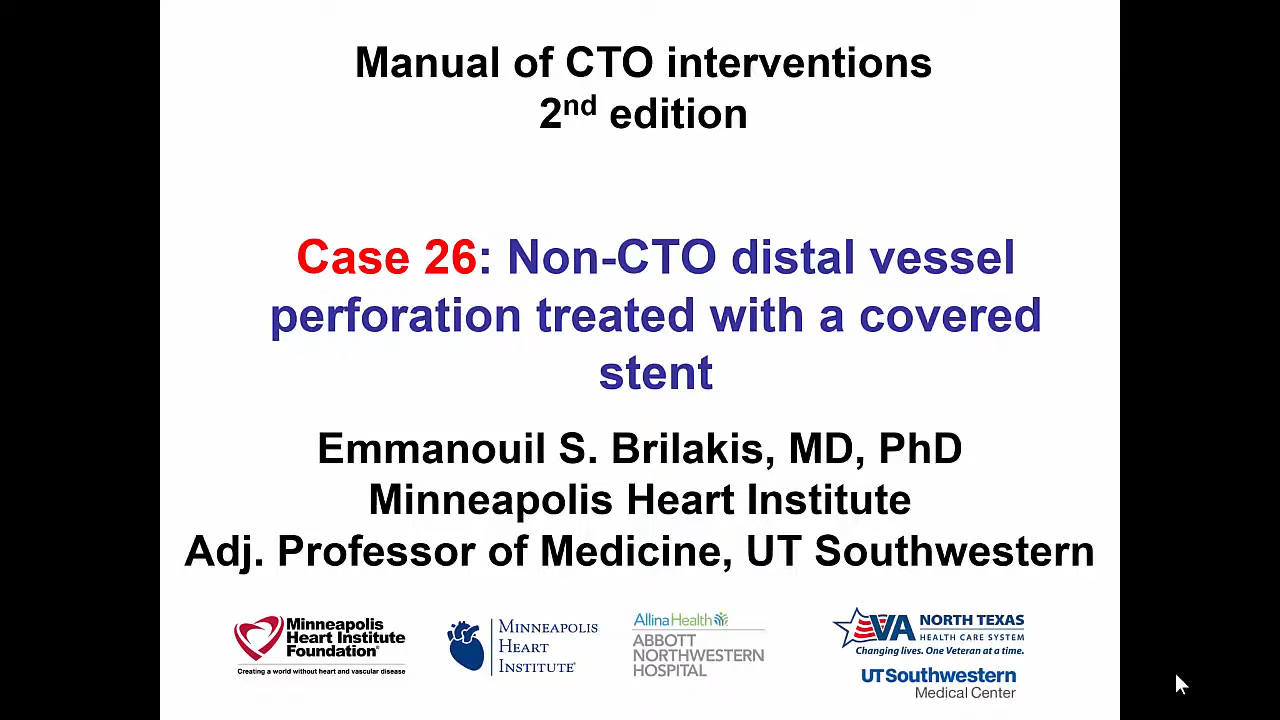 Manual of CTO interventions
2nd edition
Case 26: Non-CTO distal vessel
perforation treated with a covered
stent
Emmanouil S. Brilakis, MD, PhD
Minneapolis Heart Institute
Adj. Professor of Medicine, UT Southwestern
Minneapolis
Heart Institute
Foundation®
Creating a world without heart and vascular disease
MINNEAPOLIS
HEART
INSTITUTE®
AllinaHealth
ABBOTT
NORTHWESTERN
HOSPITAL
VA NORTH TEXAS
HEALTH CARE SYSTEM
Changing lives. One Veteran at a time.
UTSouthwestern
Medical Center